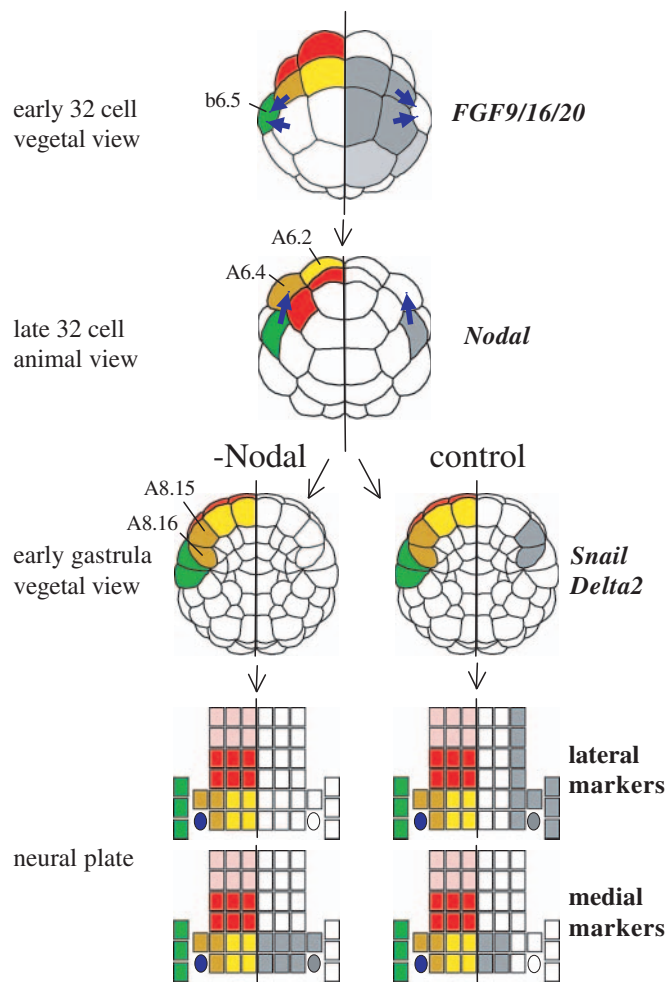 b6.5
early 32 cell
vegetal view
FGF9/16/20
A6.2
A6.4
late 32 cell
animal view
Nodal
-Nodal
control
A8.15
A8.16
early gastrula
vegetal view
Snail
Delta2
lateral
markers
neural plate
medial
markers